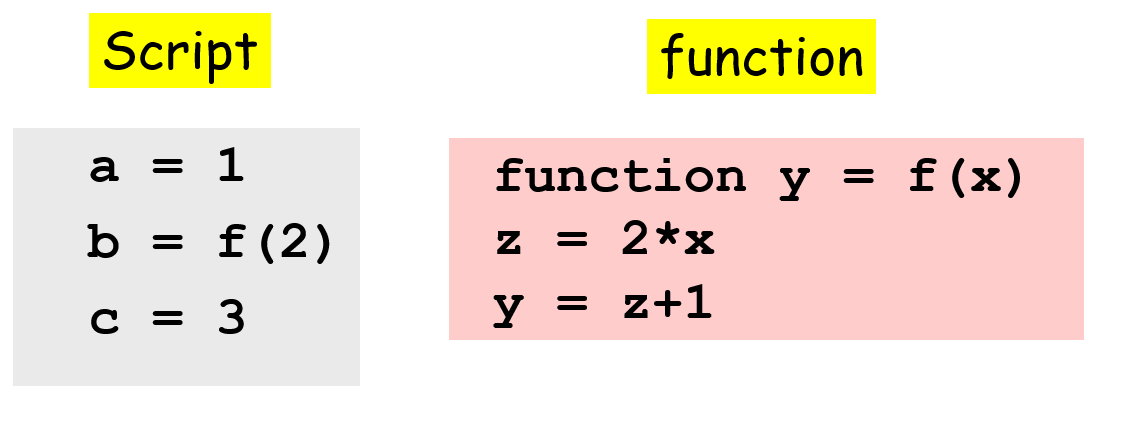 Script
a = 1
b = f(2)
c = 3
function
function y = f(x)
z = 2*x
y = z+1